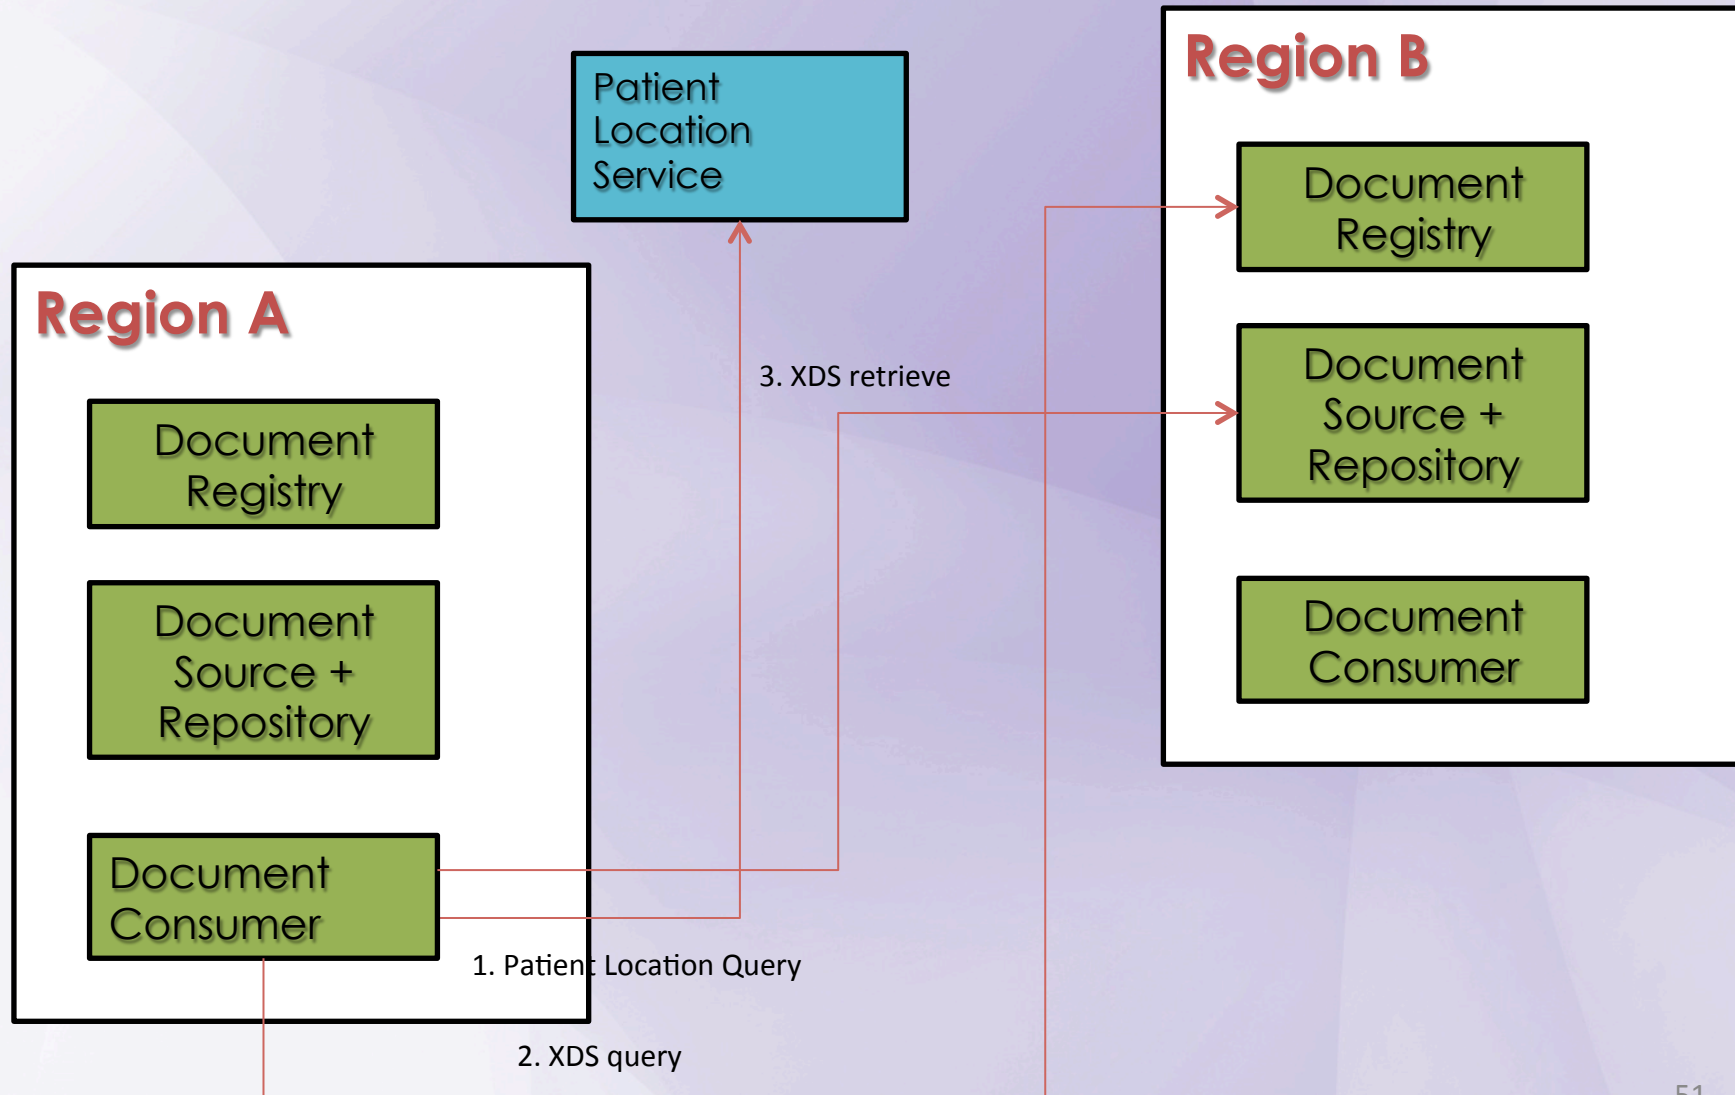 Patient
Location
Service
Region A
Document
Registry
Document
Source +
Repository
Document
Consumer
1. Patient Location Query
2. XDS query
3. XDS retrieve
Region B
Document
Registry
Document
Source +
Repository
Document
Consumer
51